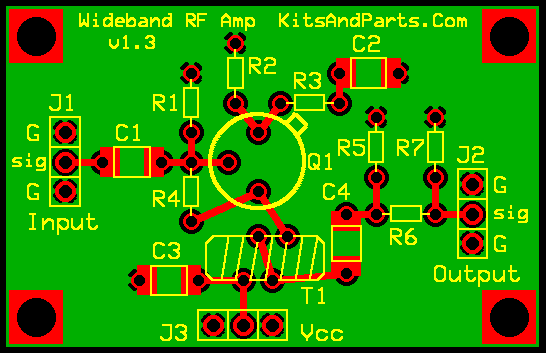 Wideband RF Amp KitsAndParts.Com
v1.3
C2
R2
R3
J1
R1
G
C1
sig
G
Input
R4
Q1
R5
R7
J2
G
sig
G
Output
C4
R6
C3
T1
J3
Vcc